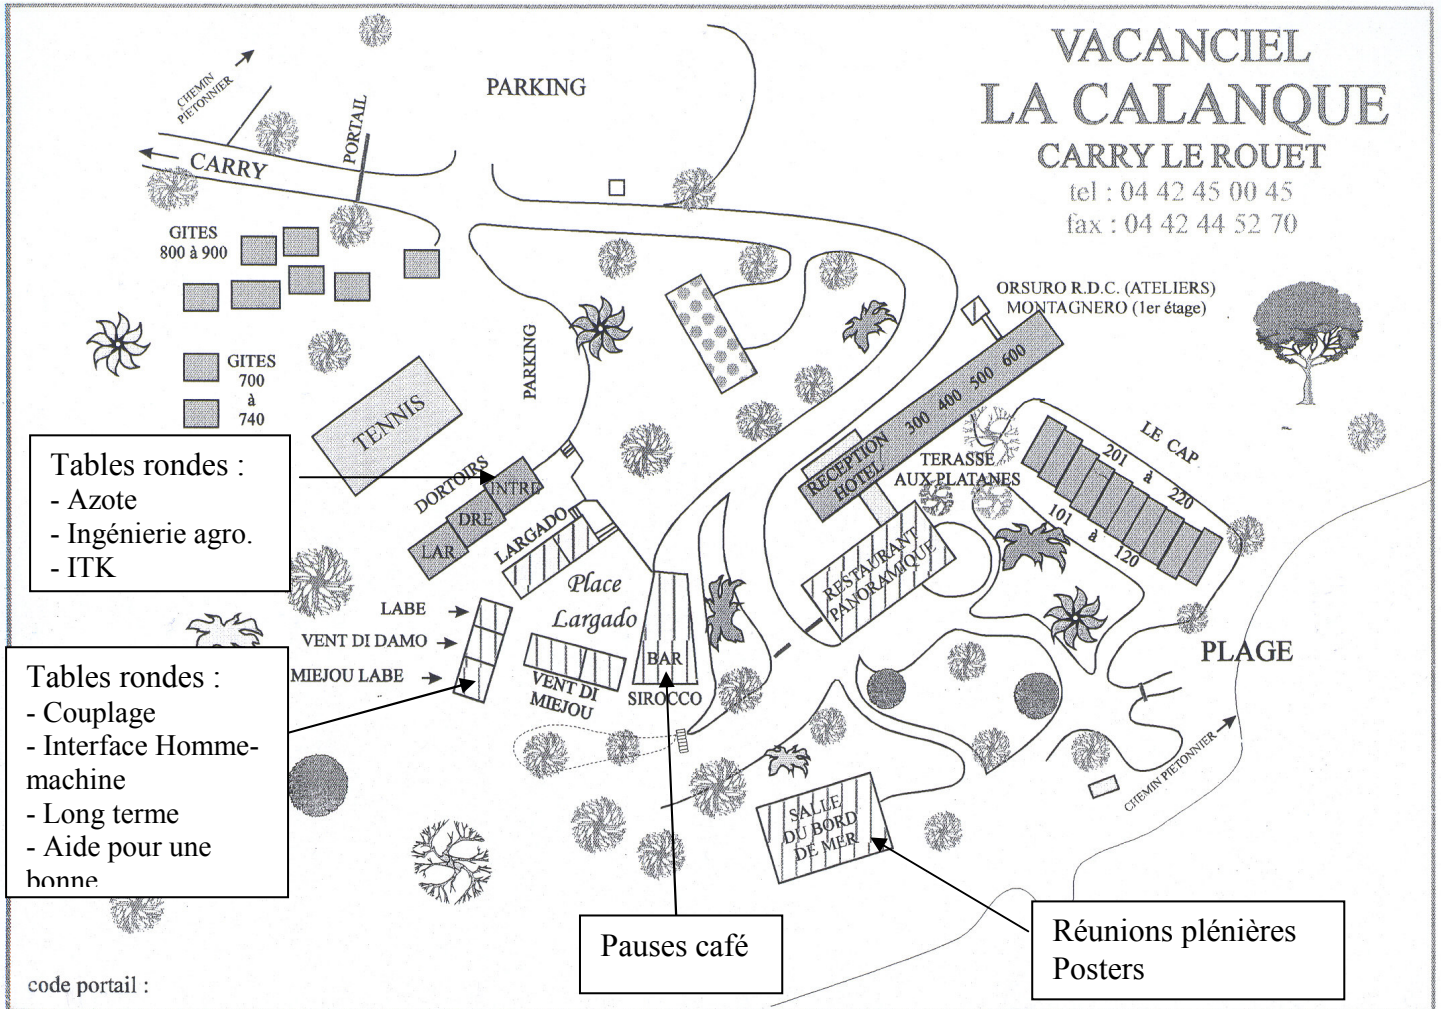 VACANCIEL
LA CALANQUE
CARRY LE ROUET
tel : 04 42 45 00 45
fax : 04 42 44 52 70
CHEMIN
PIETONNIER
PARKING
PORTAIL
CARRY
GITES
800 à 900
ORSURO R.D.C. (ATELIERS)
MONTAGNERO (1er étage)
PARKING
GITES
700
à
740
TENNIS
300 400 500 600
RECEPTION
HOTEL
TERASSE
AUX PLATANES
LE CAP
201 à 220
101 à 120
Tables rondes :
- Azote
- Ingénierie agro.
- ITK
DORTOIRS
INTRE
DRE
LAR
LARGADO
Place
Largado
RESTAURANT
PANORAMIQUE
LABE
VENT DI DAMO
MIEJOU LABE
VENT DI
MIEJOU
BAR
SIROCCO
PLAGE
Tables rondes :
- Couplage
- Interface Homme-
machine
- Long terme
- Aide pour une
bonne
CHEMIN PIETONNIER
SALLE
DU BORD
DE MER
Pauses café
Réunions plénières
Posters
code portail :